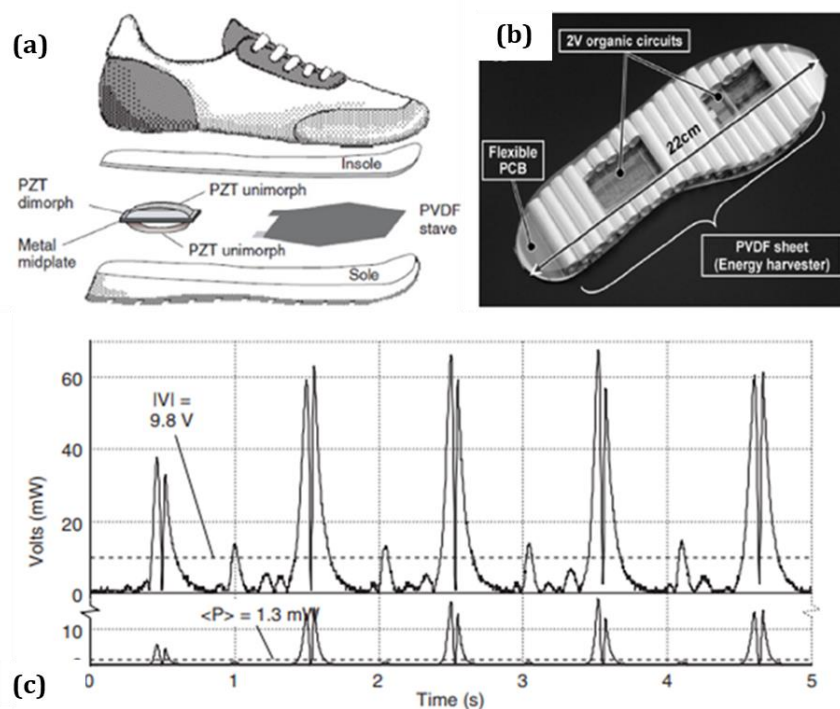 (a)
Insole
PZT
dimorph
PZT unimorph
Metal
midplate
PZT unimorph
PVDF
stave
Sole
(b)
2V organic circuits
22cm
Flexible
PCB
PVDF sheet
(Energy harvester)
60
|V| =
9.8 V
40
Volts (mW)
20
0
<P> = 1.3 mW
10
(c)
0
1
2
3
4
5
Time (s)